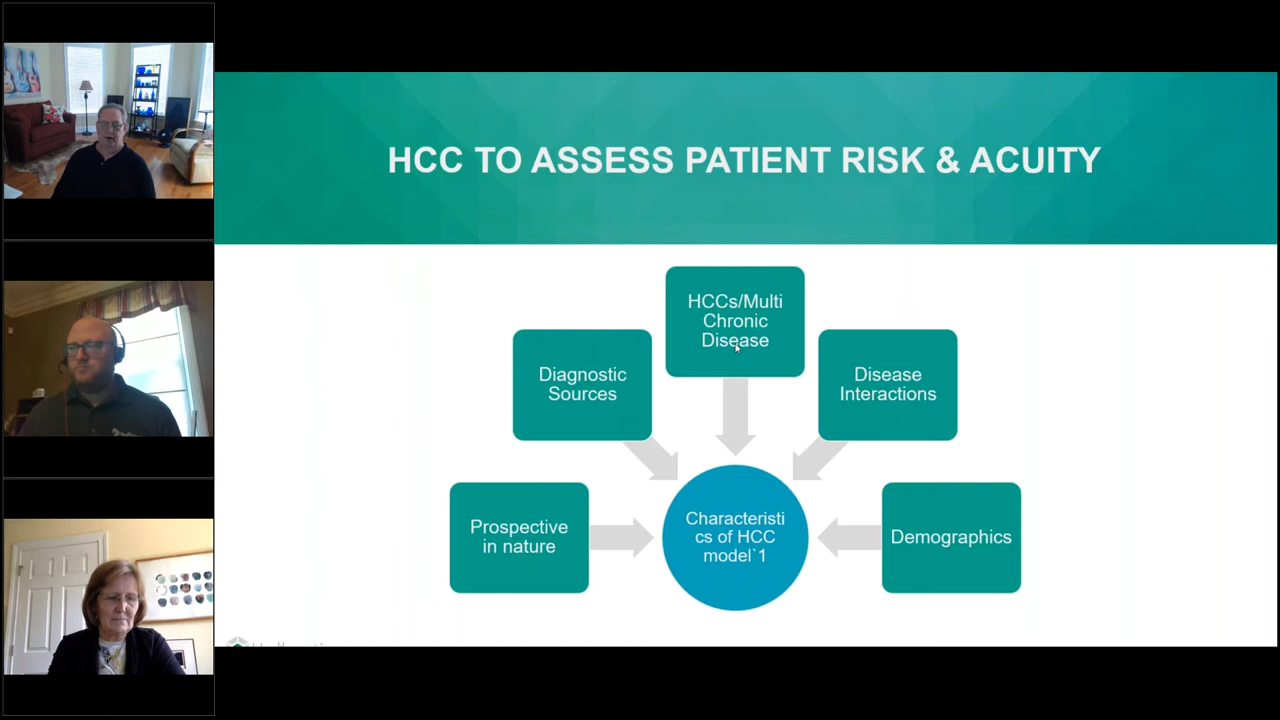 HCC TO ASSESS PATIENT RISK & ACUITY
HCCs/Multi
Chronic
Disease
Diagnostic
Sources
Disease
Interactions
Prospective
in nature
Characteristi
cs of HCC
model`1
Demographics